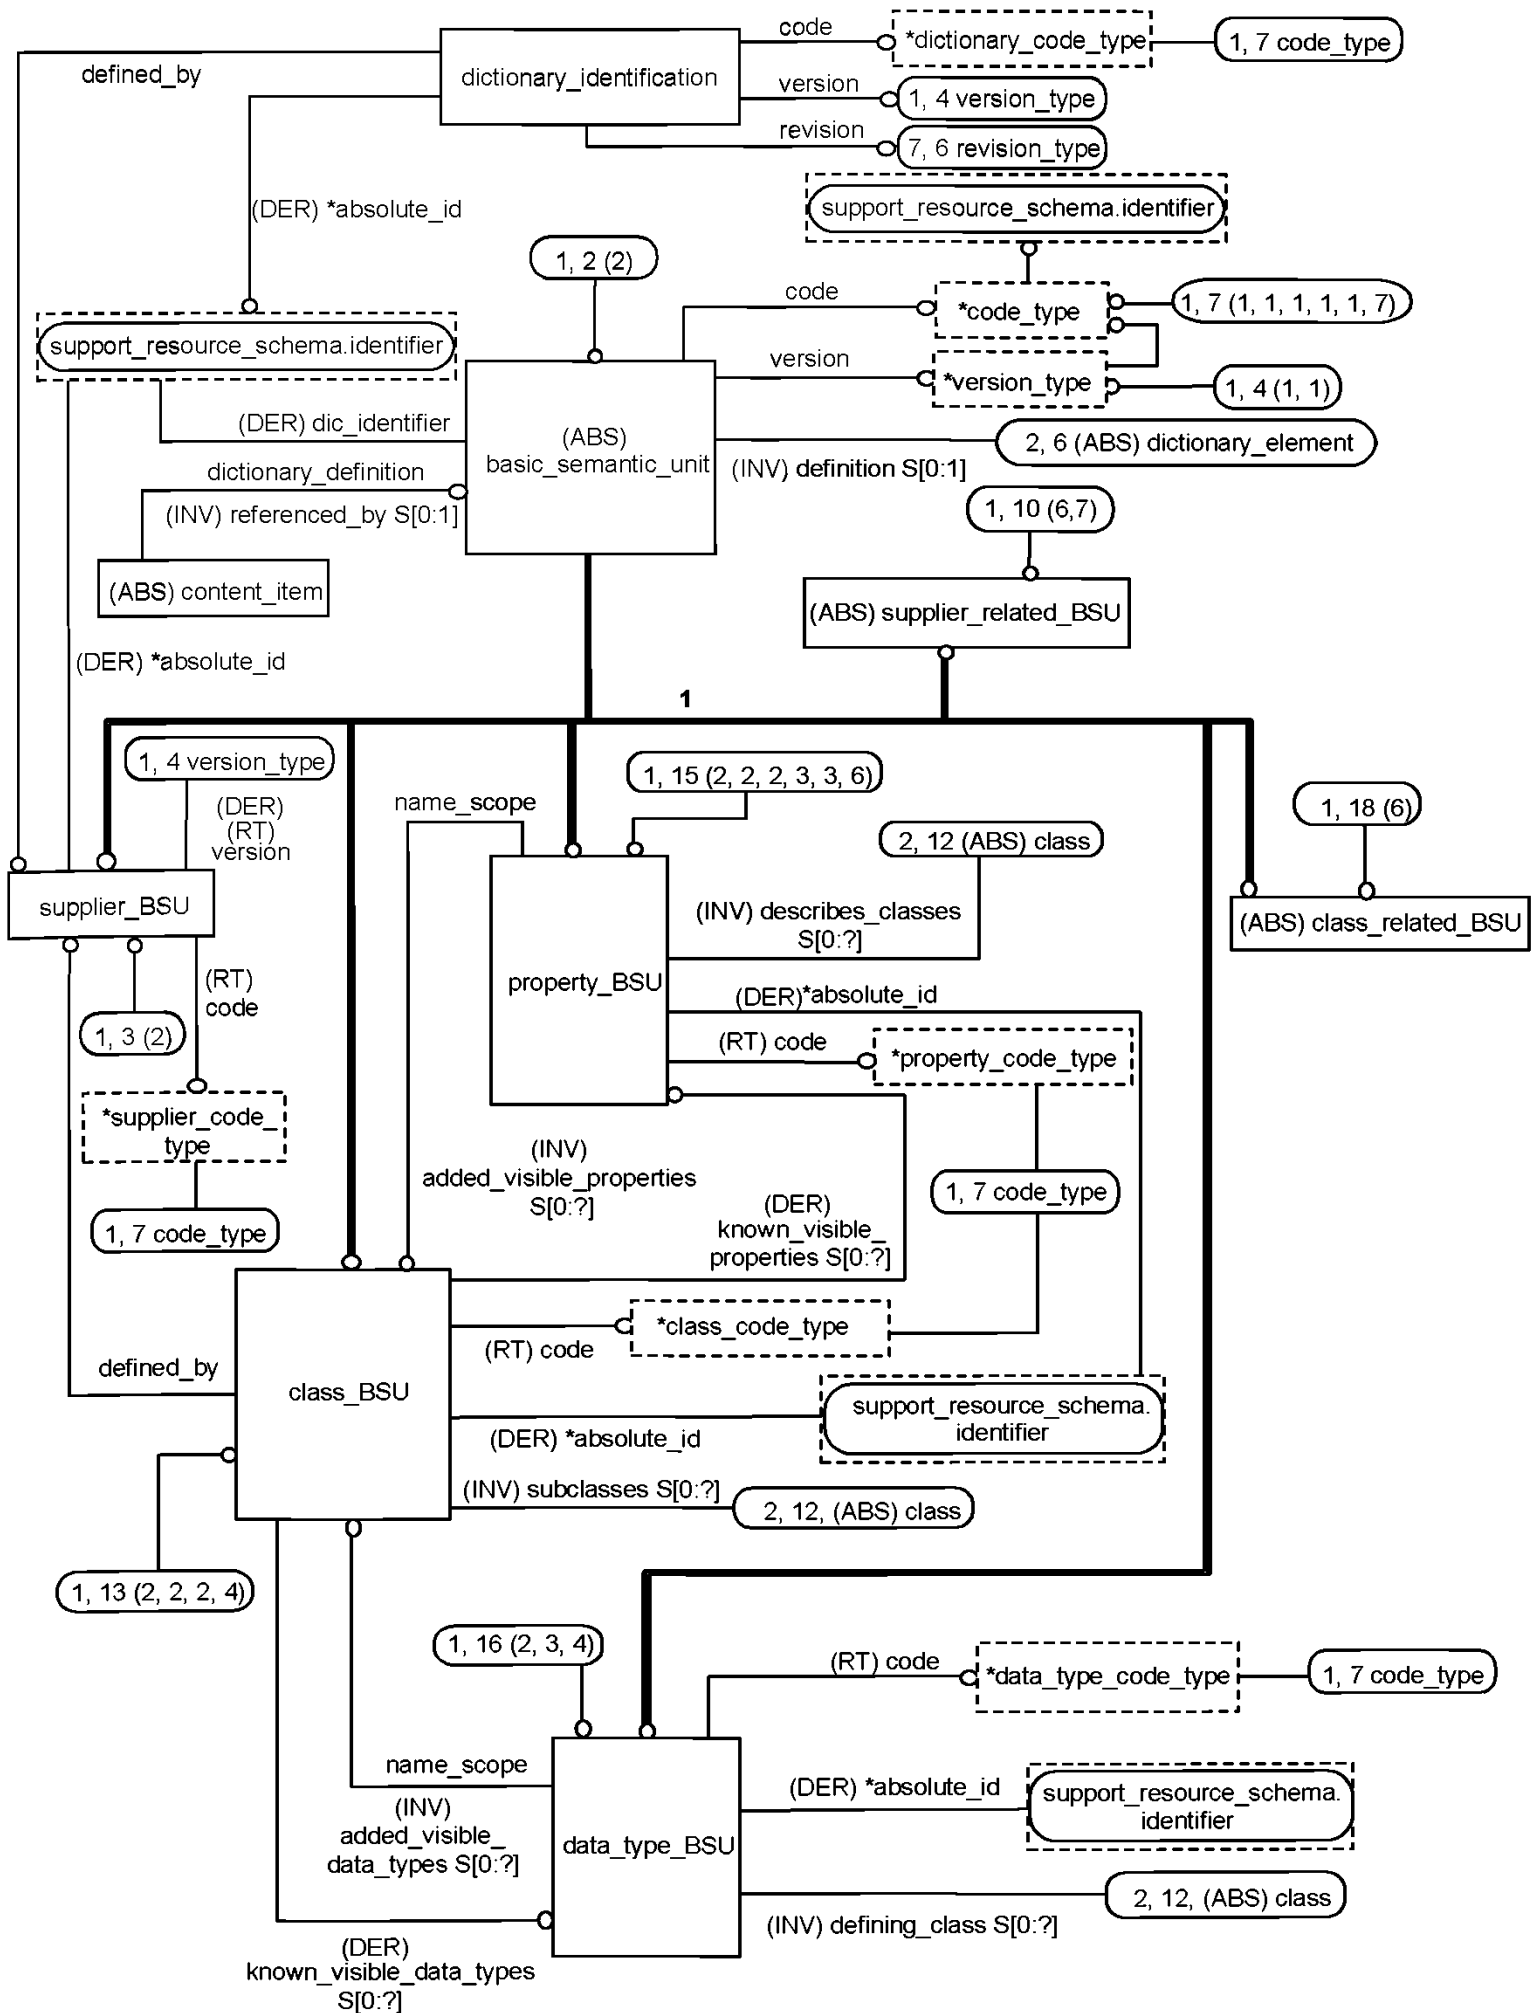 code
*dictionary_code_type
1, 7 code_type
defined_by
dictionary_identification
version
1, 4 version_type
revision
7, 6 revision_type
(DER) *absolute_id
support_resource_schema.identifier
1, 2 (2)
code
*code_type
1, 7 (1, 1, 1, 1, 1, 7)
support_resource_schema.identifier
version
*version_type
1, 4 (1, 1)
(DER) dic_identifier
(ABS)
basic_semantic_unit
2, 6 (ABS) dictionary_element
(INV) definition S[0:1]
dictionary_definition
(INV) referenced_by S[0:1]
1, 10 (6,7)
(ABS) content_item
(ABS) supplier_related_BSU
(DER) *absolute_id
1
1, 4 version_type
(DER)
(RT)
version
name_scope
1, 15 (2, 2, 2, 3, 3, 6)
2, 12 (ABS) class
1, 18 (6)
supplier_BSU
(INV) describes_classes
S[0:?]
(ABS) class_related_BSU
property_BSU
(RT)
code
(DER)*absolute_id
1, 3 (2)
(RT) code
*property_code_type
*supplier_code_
type
(INV)
added_visible_properties
S[0:?]
1, 7 code_type
(DER)
known_visible_
properties S[0:?]
1, 7 code_type
*class_code_type
(RT) code
defined_by
class_BSU
support_resource_schema.
identifier
(DER) *absolute_id
(INV) subclasses S[0:?]
2, 12, (ABS) class
1, 13 (2, 2, 2, 4)
1, 16 (2, 3, 4)
(RT) code
*data_type_code_type
1, 7 code_type
name_scope
(INV)
added_visible_
data_types S[0:?]
data_type_BSU
(DER) *absolute_id
support_resource_schema.
identifier
2, 12, (ABS) class
(INV) defining_class S[0:?]
(DER)
known_visible_data_types
S[0:?]